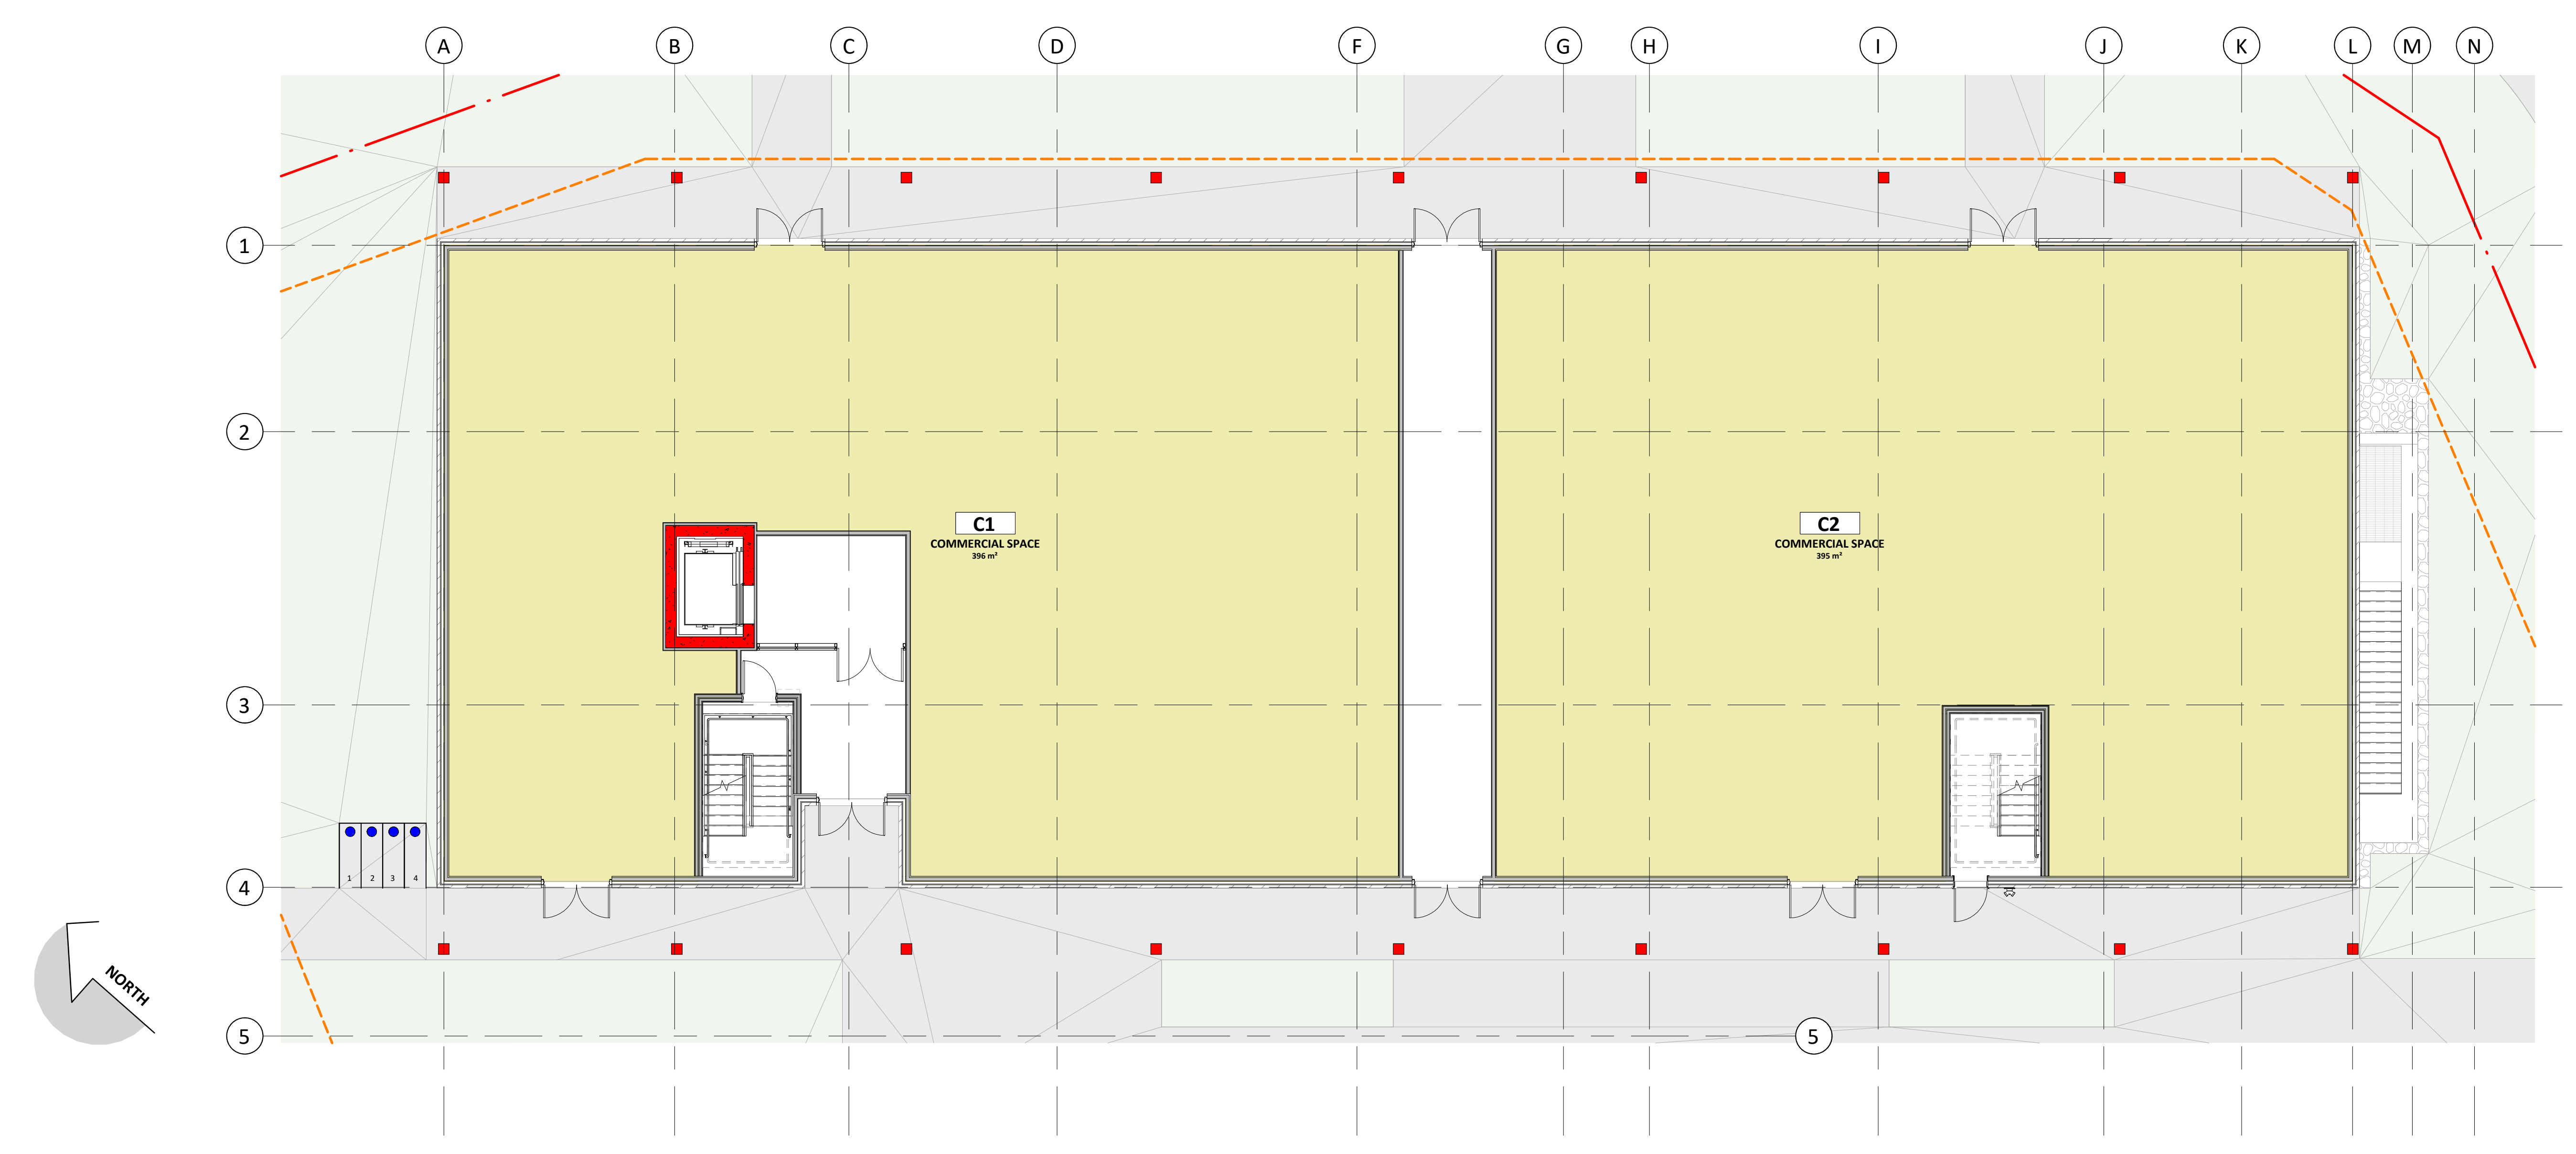 A B C D F G H I J K L M N
1
2
C1 C2
COMMERCIAL SPACE COMMERCIAL SPACE
396 m² 395 m²
3
1 2 3 4
4
NORTH
5 5